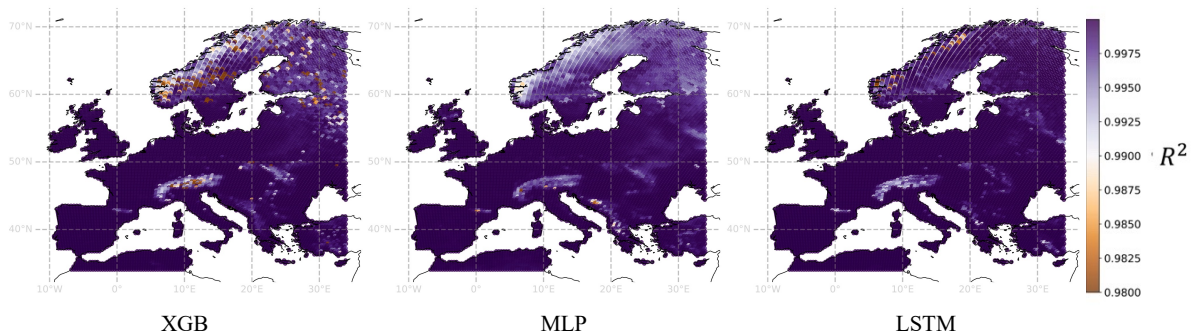 70°N 70°N 70°N 0.9975
60°N 60°N 60°N 0.9950
0.9925
50°N 50°N 50°N 0.9900 R²
0.9875
40°N 40°N 40°N 0.9850
0.9825
10°W 0° 10°E 20°E 30°E 10°W 0° 10°E 20°E 30°E 10°W 0° 10°E 20°E 30°E 0.9800
XGB MLP LSTM